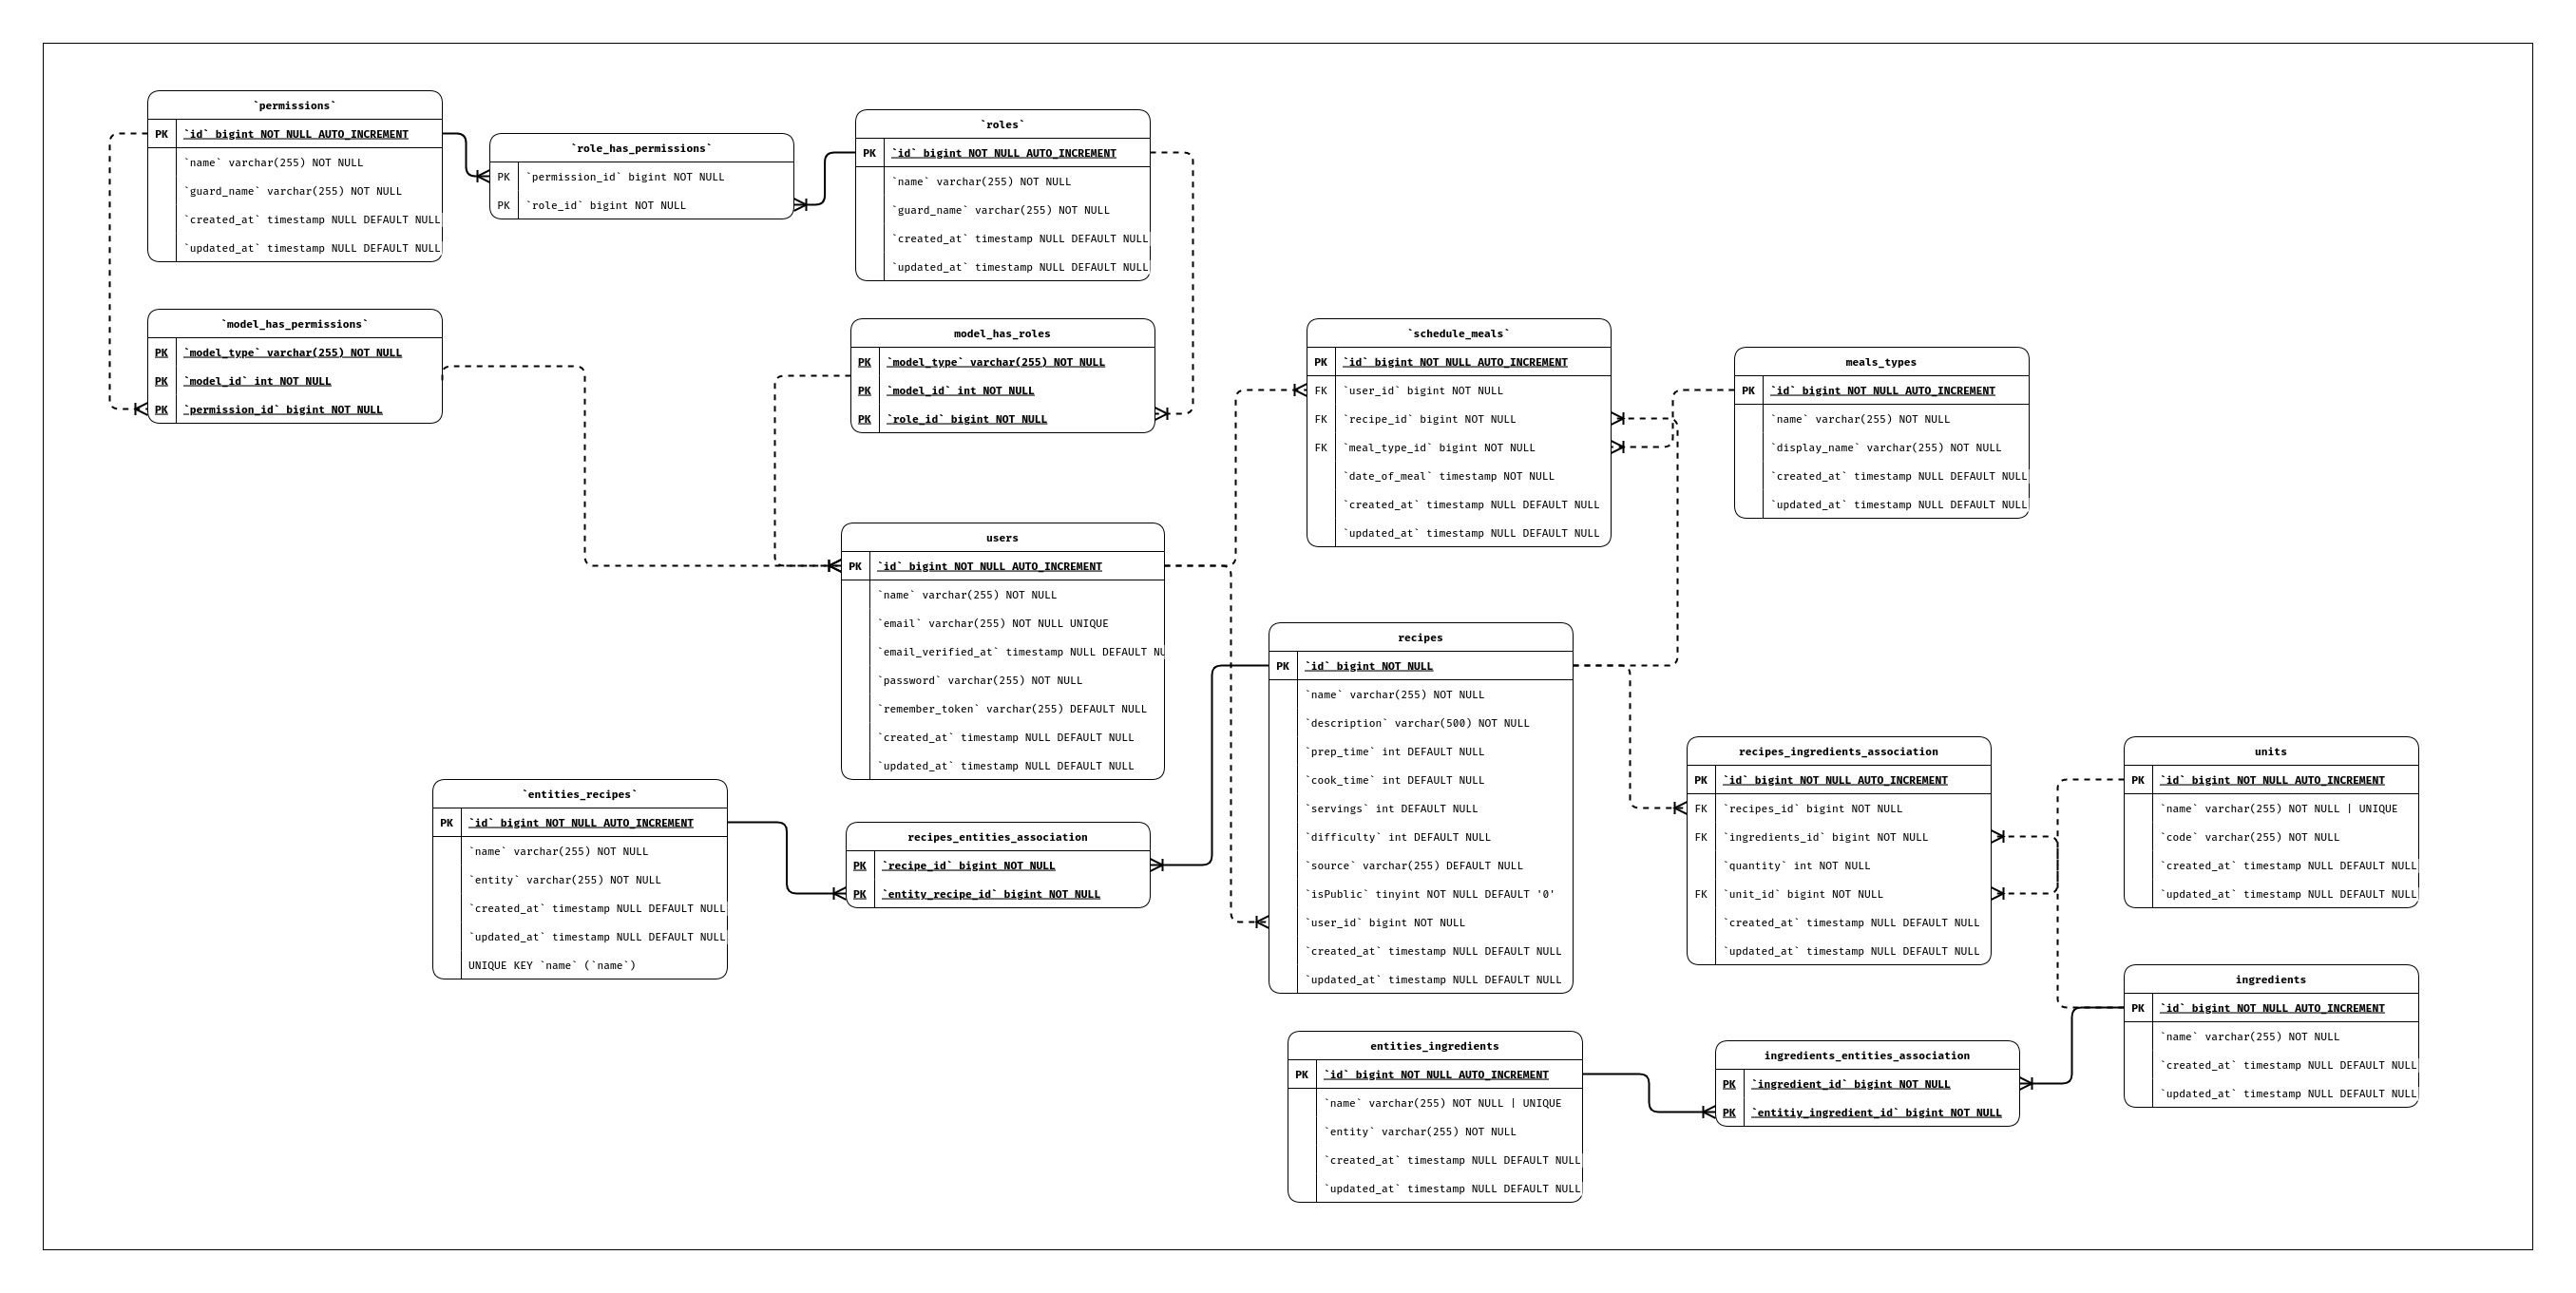 `permissions`
PK `id` bigint NOT NULL AUTO_INCREMENT
`name` varchar(255) NOT NULL
`guard_name` varchar(255) NOT NULL
`created_at` timestamp NULL DEFAULT NULL
`updated_at` timestamp NULL DEFAULT NULL
`role_has_permissions`
PK `permission_id` bigint NOT NULL
PK `role_id` bigint NOT NULL
`roles`
PK `id` bigint NOT NULL AUTO_INCREMENT
`name` varchar(255) NOT NULL
`guard_name` varchar(255) NOT NULL
`created_at` timestamp NULL DEFAULT NULL
`updated_at` timestamp NULL DEFAULT NULL
`model_has_permissions`
PK `model_type` varchar(255) NOT NULL
PK `model_id` int NOT NULL
PK `permission_id` bigint NOT NULL
model_has_roles
PK `model_type` varchar(255) NOT NULL
PK `model_id` int NOT NULL
PK `role_id` bigint NOT NULL
`schedule_meals`
PK `id` bigint NOT NULL AUTO_INCREMENT
FK `user_id` bigint NOT NULL
FK `recipe_id` bigint NOT NULL
FK `meal_type_id` bigint NOT NULL
`date_of_meal` timestamp NOT NULL
`created_at` timestamp NULL DEFAULT NULL
`updated_at` timestamp NULL DEFAULT NULL
meals_types
PK `id` bigint NOT NULL AUTO_INCREMENT
`name` varchar(255) NOT NULL
`display_name` varchar(255) NOT NULL
`created_at` timestamp NULL DEFAULT NULL
`updated_at` timestamp NULL DEFAULT NULL
users
PK `id` bigint NOT NULL AUTO_INCREMENT
`name` varchar(255) NOT NULL
`email` varchar(255) NOT NULL UNIQUE
`email_verified_at` timestamp NULL DEFAULT NU
`password` varchar(255) NOT NULL
`remember_token` varchar(255) DEFAULT NULL
`created_at` timestamp NULL DEFAULT NULL
`updated_at` timestamp NULL DEFAULT NULL
recipes
PK `id` bigint NOT NULL
`name` varchar(255) NOT NULL
`description` varchar(500) NOT NULL
`prep_time` int DEFAULT NULL
`cook_time` int DEFAULT NULL
`servings` int DEFAULT NULL
`difficulty` int DEFAULT NULL
`source` varchar(255) DEFAULT NULL
`isPublic` tinyint NOT NULL DEFAULT '0'
`user_id` bigint NOT NULL
`created_at` timestamp NULL DEFAULT NULL
`updated_at` timestamp NULL DEFAULT NULL
recipes_ingredients_association
PK `id` bigint NOT NULL AUTO_INCREMENT
FK `recipes_id` bigint NOT NULL
FK `ingredients_id` bigint NOT NULL
`quantity` int NOT NULL
FK `unit_id` bigint NOT NULL
`created_at` timestamp NULL DEFAULT NULL
`updated_at` timestamp NULL DEFAULT NULL
units
PK `id` bigint NOT NULL AUTO_INCREMENT
`name` varchar(255) NOT NULL | UNIQUE
`code` varchar(255) NOT NULL
`created_at` timestamp NULL DEFAULT NULL
`updated_at` timestamp NULL DEFAULT NULL
`entities_recipes`
PK `id` bigint NOT NULL AUTO_INCREMENT
`name` varchar(255) NOT NULL
`entity` varchar(255) NOT NULL
`created_at` timestamp NULL DEFAULT NULL
`updated_at` timestamp NULL DEFAULT NULL
UNIQUE KEY `name` (`name`)
recipes_entities_association
PK `recipe_id` bigint NOT NULL
PK `entity_recipe_id` bigint NOT NULL
ingredients
PK `id` bigint NOT NULL AUTO_INCREMENT
`name` varchar(255) NOT NULL
`created_at` timestamp NULL DEFAULT NULL
`updated_at` timestamp NULL DEFAULT NULL
entities_ingredients
PK `id` bigint NOT NULL AUTO_INCREMENT
`name` varchar(255) NOT NULL | UNIQUE
`entity` varchar(255) NOT NULL
`created_at` timestamp NULL DEFAULT NULL
`updated_at` timestamp NULL DEFAULT NULL
ingredients_entities_association
PK `ingredient_id` bigint NOT NULL
PK `entitiy_ingredient_id` bigint NOT NULL